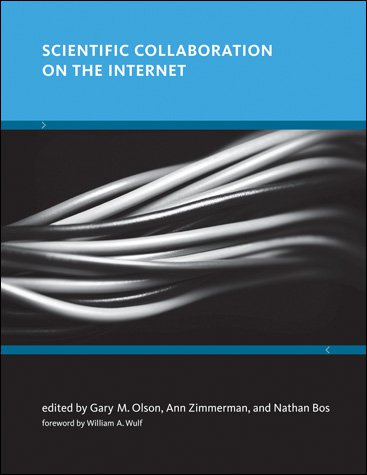 SCIENTIFIC COLLABORATION
ON THE INTERNET
edited by Gary M. Olson, Ann Zimmerman, and Nathan Bos
foreword by William A. Wulf